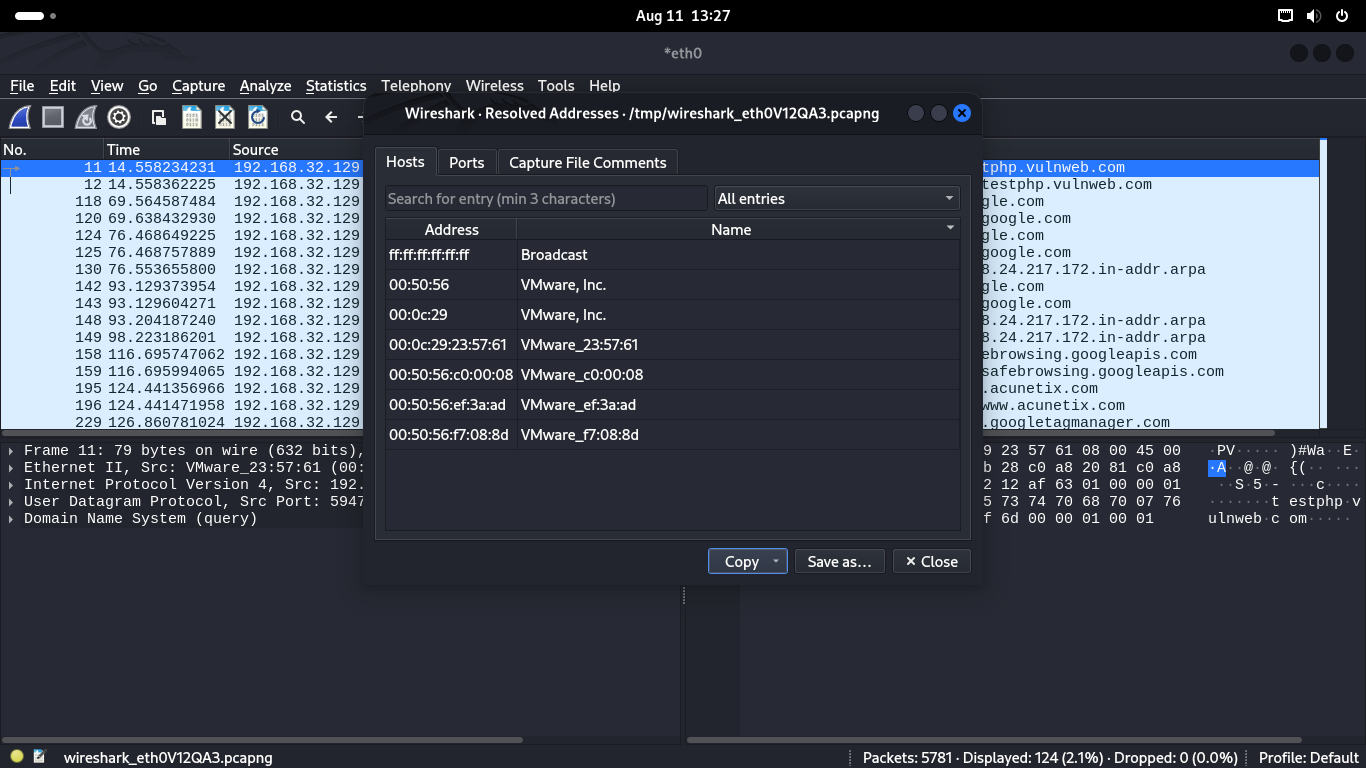 Aug 11 13:27
*eth0
File Edit View Go Capture Analyze Statistics Telephony Wireless Tools Help
Wireshark · Resolved Addresses · /tmp/wireshark_eth0V12QA3.pcapng
Hosts Ports Capture File Comments
Search for entry (min 3 characters) All entries
Address Name
ff:ff:ff:ff:ff:ff Broadcast
00:50:56 VMware, Inc.
00:0c:29 VMware, Inc.
00:0c:29:23:57:61 VMware_23:57:61
00:50:56:c0:00:08 VMware_c0:00:08
00:50:56:ef:3a:ad VMware_ef:3a:ad
00:50:56:f7:08:8d VMware_f7:08:8d
Copy Save as… Close
No. Time Source
11 14.558234231 192.168.32.129 tphp.vulnweb.com
12 14.558362225 192.168.32.129 testphp.vulnweb.com
118 69.564587484 192.168.32.129 gle.com
120 69.638432930 192.168.32.129 google.com
124 76.468649225 192.168.32.129 gle.com
125 76.468757889 192.168.32.129 google.com
130 76.553655800 192.168.32.129 8.24.217.172.in-addr.arpa
142 93.129373954 192.168.32.129 gle.com
143 93.129604271 192.168.32.129 google.com
148 93.204187240 192.168.32.129 8.24.217.172.in-addr.arpa
149 98.223186201 192.168.32.129 8.24.217.172.in-addr.arpa
158 116.695747062 192.168.32.129 ebrowsing.googleapis.com
159 116.695994065 192.168.32.129 safebrowsing.googleapis.com
195 124.441356966 192.168.32.129 .acunetix.com
196 124.441471958 192.168.32.129 www.acunetix.com
229 126.860781024 192.168.32.129 .googletagmanager.com
Frame 11: 79 bytes on wire (632 bits),
Ethernet II, Src: VMware_23:57:61 (00:
Internet Protocol Version 4, Src: 192.
User Datagram Protocol, Src Port: 5947
Domain Name System (query)
9 23 57 61 08 00 45 00 ·PV·····)#Wa··E·
b 28 c0 a8 20 81 c0 a8 ·A··@·@·{(·· ···
2 12 af 63 01 00 00 01 ··S5·-···c····
5 73 74 70 68 70 07 76 ·······testphp·v
f 6d 00 00 01 00 01 ulnweb·com·····
wireshark_eth0V12QA3.pcapng Packets: 5781 · Displayed: 124 (2.1%) · Dropped: 0 (0.0%) Profile: Default